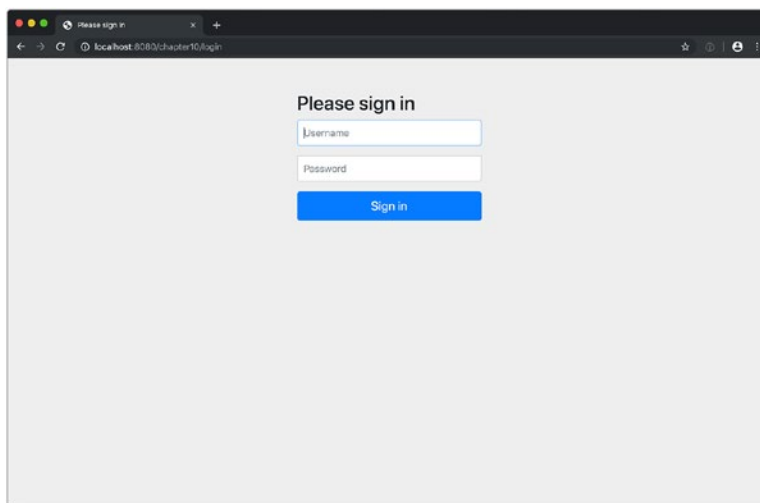 Please sign in
localhost:8080/chapter10/login
Please sign in
Username
Password
Sign in